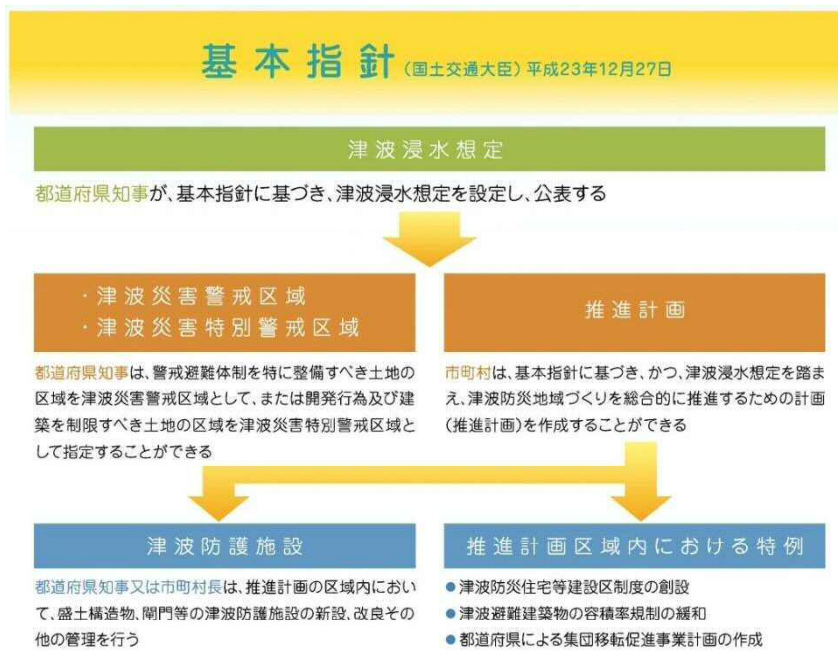 基本指針(国土交通大臣)平成23年12月27日
津波浸水想定
都道府県知事が、基本指針に基づき、津波浸水想定を設定し、公表する
・津波災害警戒区域
・津波災害特別警戒区域
都道府県知事は、警戒避難体制を特に整備すべき土地の
区域を津波災害警戒区域として、または開発行為及び建
築を制限すべき土地の区域を津波災害特別警戒区域と
して指定することができる
推進計画
市町村は、基本指針に基づき、かつ、津波浸水想定を踏ま
え、津波防災地域づくりを総合的に推進するための計画
(推進計画)を作成することができる
津波防護施設
都道府県知事又は市町村長は、推進計画の区域内におい
て、盛土構造物、閘門等の津波防護施設の新設、改良その
他の管理を行う
推進計画区域内における特例
●津波防災住宅等建設区制度の創設
●津波避難建築物の容積率規制の緩和
●都道府県による集団移転促進事業計画の作成